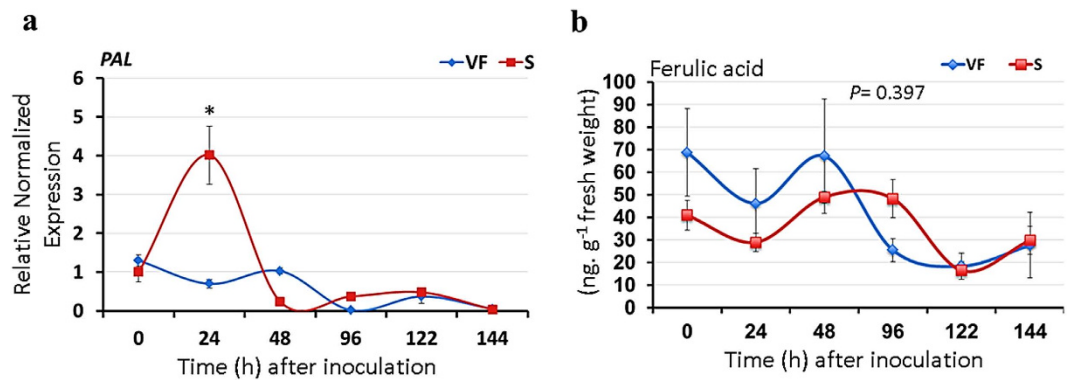 a
PAL
VF S
Relative Normalized
Expression
6
5
4
3
2
1
0
*
0 24 48 96 122 144
Time (h) after inoculation
b
Ferulic acid
VF S
P= 0.397
(ng. g⁻¹ fresh weight)
100
90
80
70
60
50
40
30
20
10
0
0 24 48 96 122 144
Time (h) after inoculation